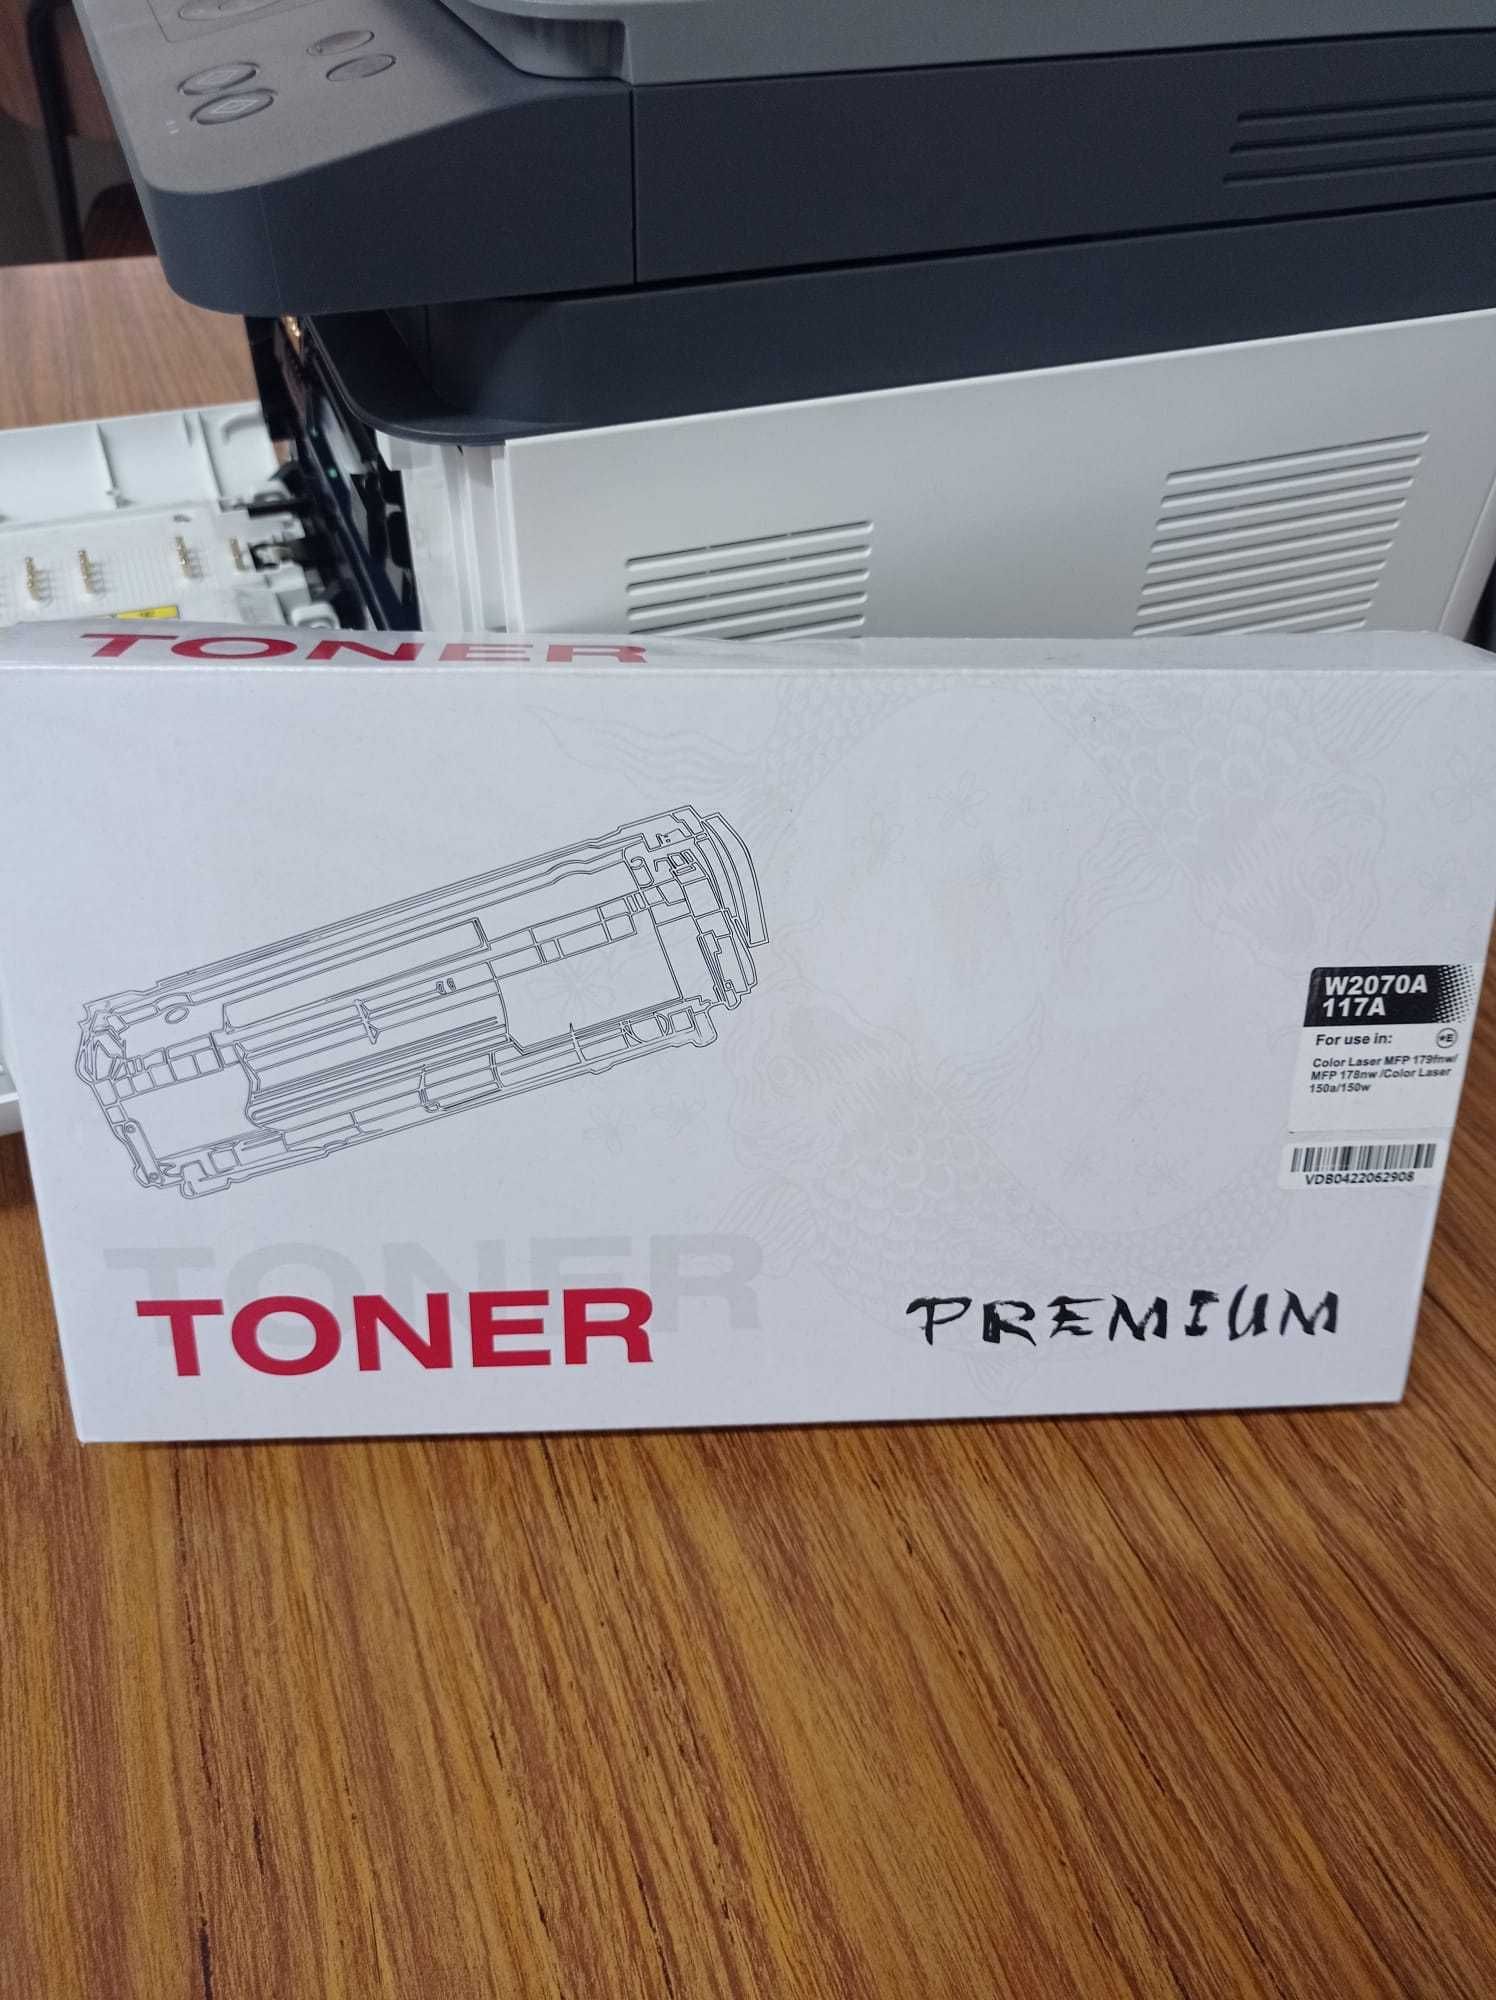 TONER
W2070A
117A
For use in:
Color Laser MFP 179fnw/
MFP 178nw /Color Laser
150a/150w
VDB0422062908
TONER
TONER
PREMIUM